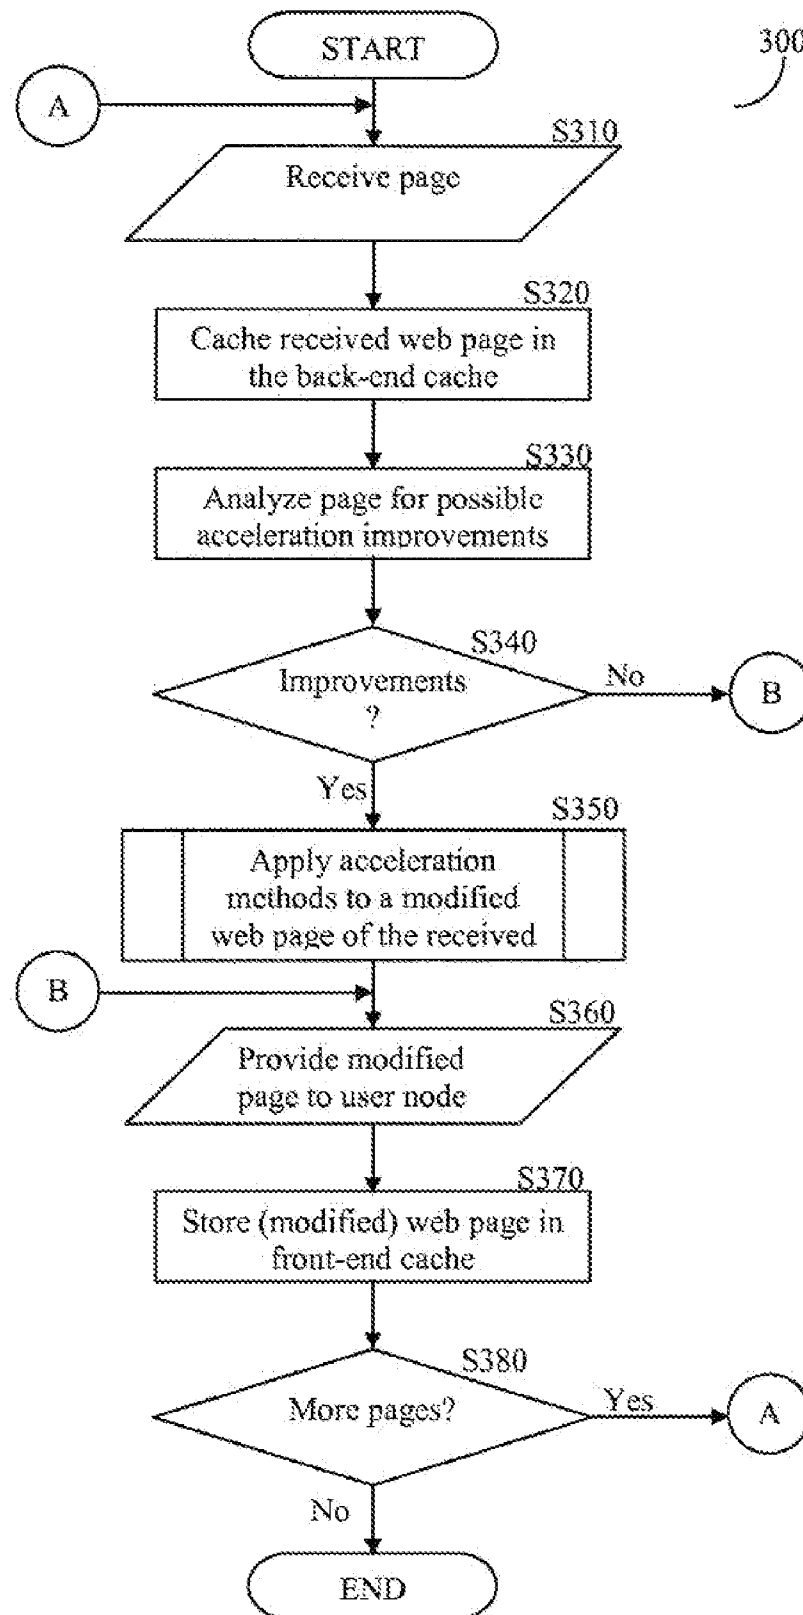 START
300
A
S310
Receive page
S320
Cache received web page in
the back-end cache
S330
Analyze page for possible
acceleration improvements
S340
Improvements
?
No
B
Yes
S350
Apply acceleration
methods to a modified
web page of the received
B
S360
Provide modified
page to user node
S370
Store (modified) web page in
front-end cache
S380
More pages?
Yes
A
No
END